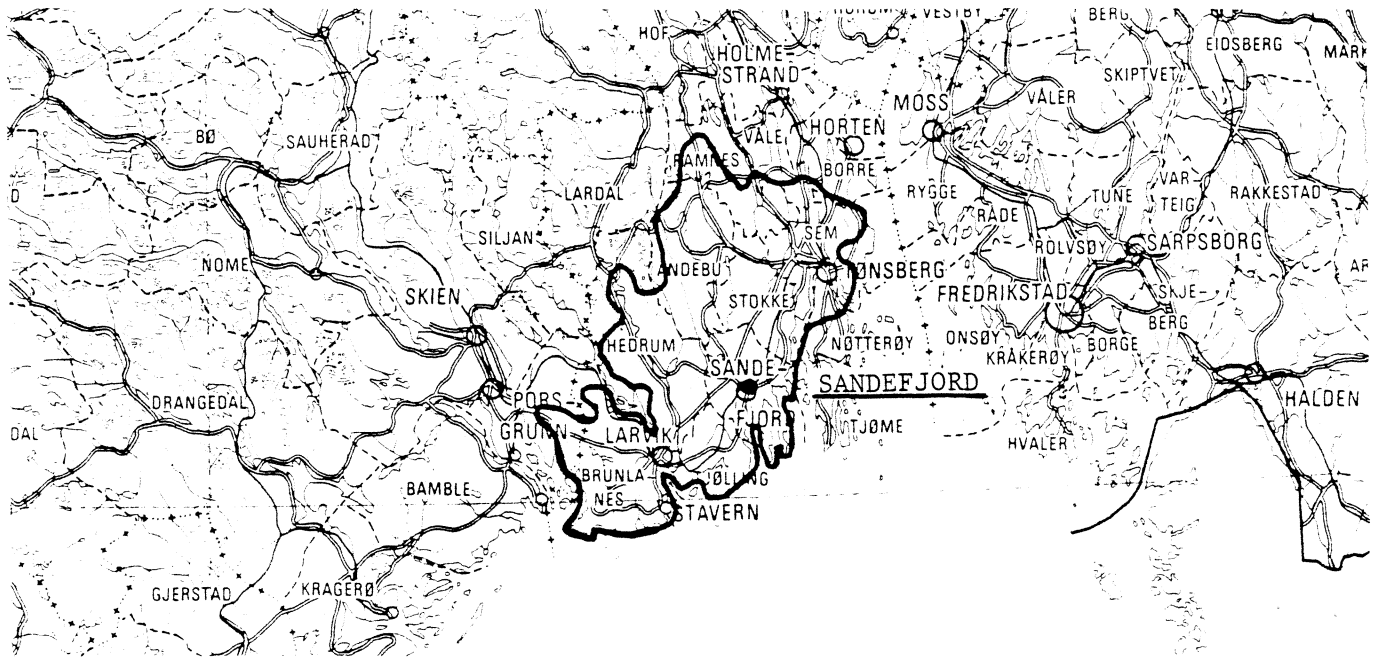 VESTBY
BERG
HOF
HOLME-
STRAND
EIDSBERG
SKIPTVET
MOSS
VÅLER
VÅLE
HORTEN
BØ
SAUHERAD
RAMNES
BORRE
LARDAL
RYGGE
RÅDE
TUNE
VAR-
TEIG
RAKKESTAD
D
SILJAN
SEM
ROLVSØY
SARPSBORG
NOME
ANDEBU
TØNSBERG
AR
SKIEN
STOKKE
FREDRIKSTAD
SKJE-
BERG
HEDRUM
NØTTERØY
ONSØY
BORGE
KRÅKERØY
SANDE-
FJORD
SANDEFJORD
DRANGEDAL
PORS-
GRUNN
HALDEN
DAL
LARVIK
TJØME
HVALER
BAMBLE
BRUNLA-
NES
TJØLLING
STAVERN
GJERSTAD
KRAGERØ